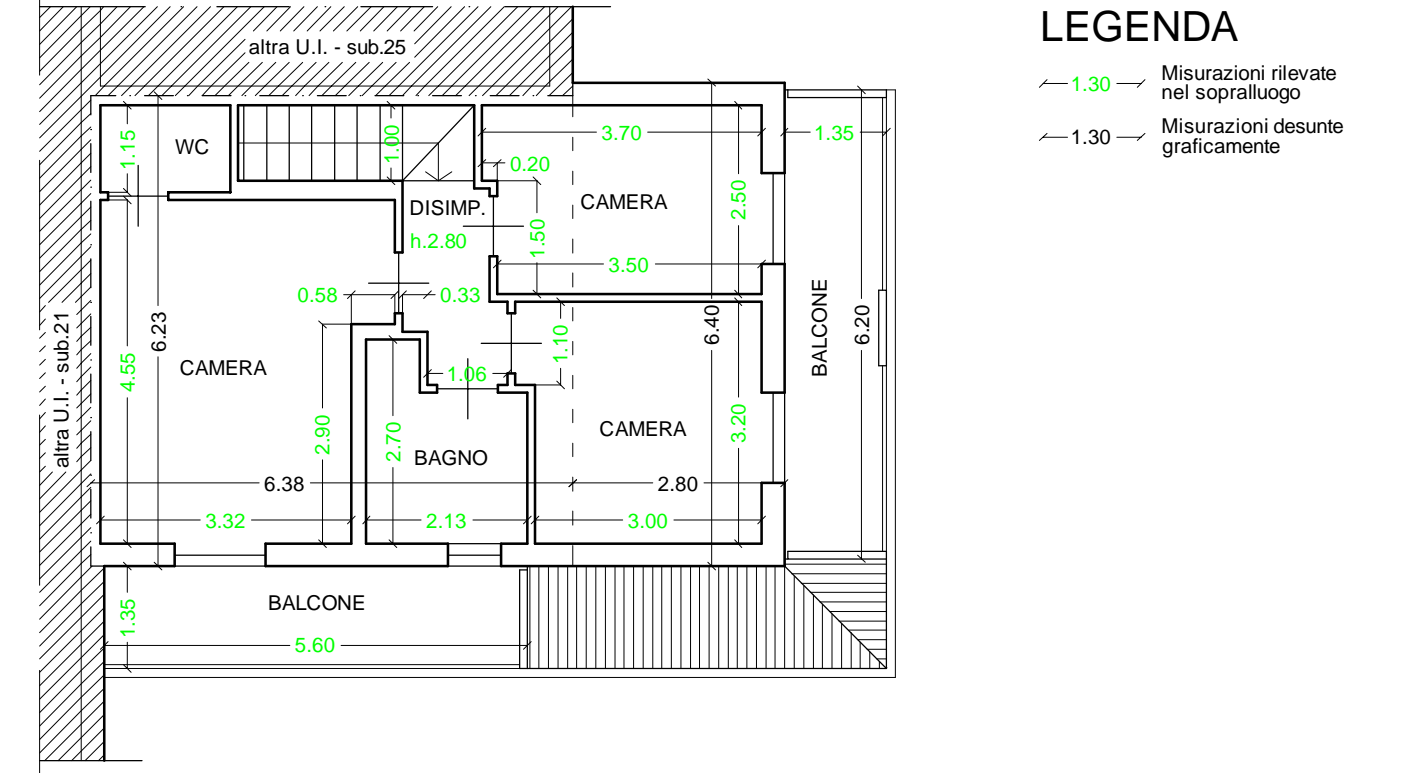 LEGENDA
1.30
Misurazioni rilevate
nel sopralluogo
1.30
Misurazioni desunte
graficamente
altra U.I. - sub.25
altra U.I. - sub.21
1.15
WC
1.00
3.70
1.35
0.20
CAMERA
2.50
DISIMP.
h.2.80
1.50
3.50
0.58
0.33
6.23
6.40
BALCONE
6.20
4.55
CAMERA
1.10
1.06
2.90
2.70
BAGNO
CAMERA
3.20
6.38
2.80
3.32
2.13
3.00
1.35
BALCONE
5.60